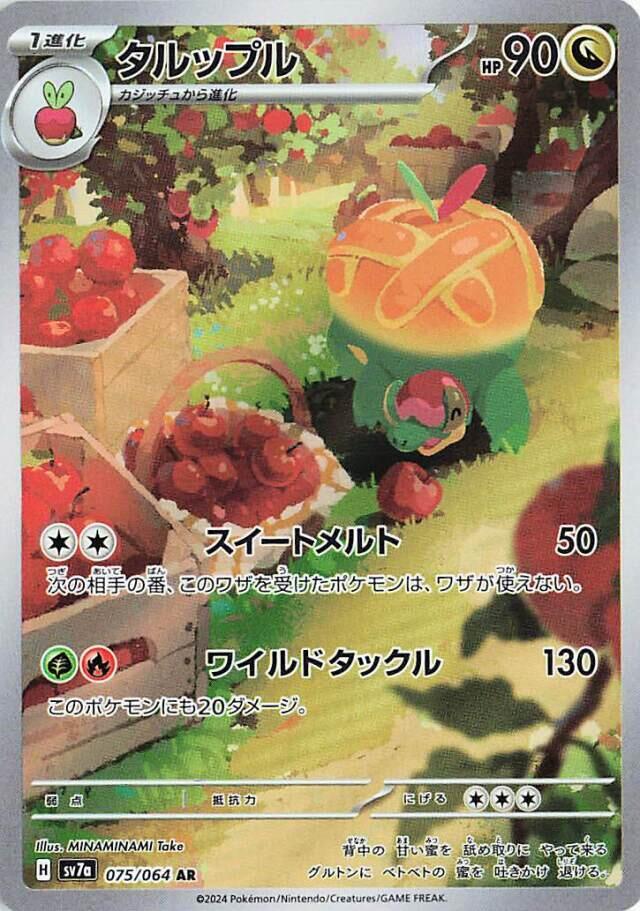 1進化 タルップル HP90
カジッチュから進化
スイートメルト 50
次の相手の番、このワザを受けたポケモンは、ワザが使えない。
ワイルドタックル 130
このポケモンにも20ダメージ。
弱点 抵抗力 にげる
Illus. MINAMINAMI Take
背中の 甘い蜜を 舐め取りに やって来る
H sv7a 075/064 AR
グルトンに ベトベトの 蜜を 吐きかけ 退ける。
©2024 Pokémon/Nintendo/Creatures/GAME FREAK.